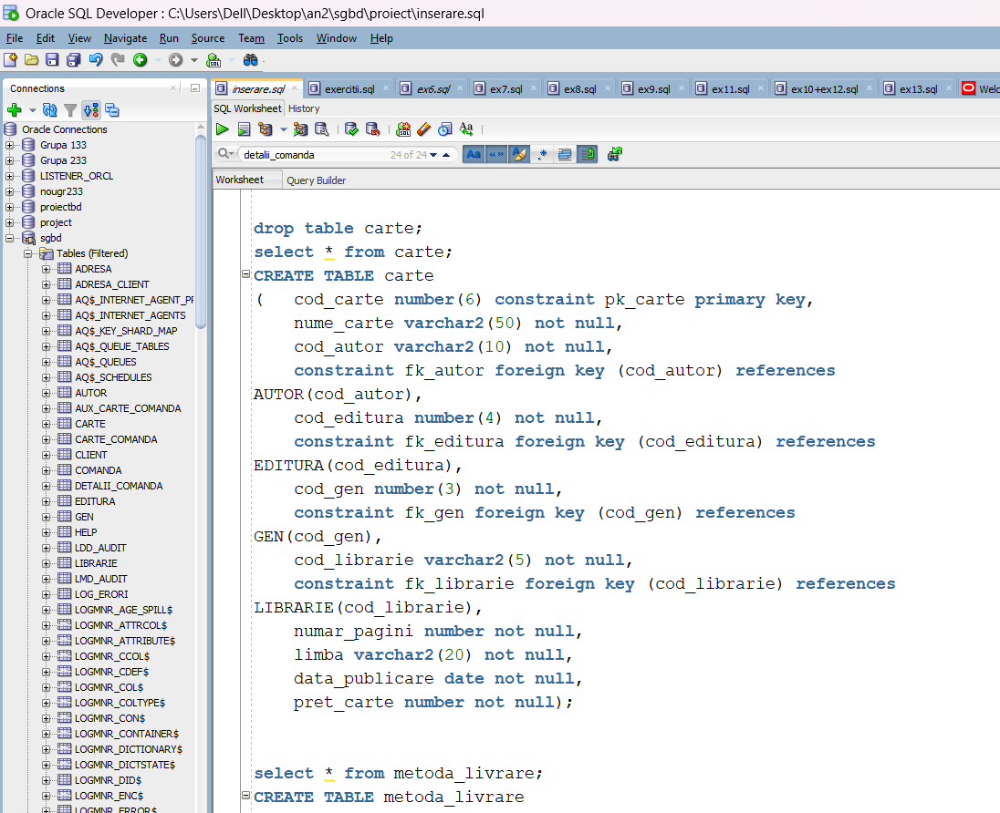 Oracle SQL Developer : C:\Users\Dell\Desktop\an2\sgbd\proiect\inserare.sql
File Edit View Navigate Run Source Team Tools Window Help
Connections
inserare.sql exercitii.sql ex6.sql ex7.sql ex8.sql ex9.sql ex11.sql ex10+ex12.sql ex13.sql
SQL Worksheet History
detalii_comanda 24 of 24
Worksheet Query Builder
Oracle Connections
Grupa 133
Grupa 233
LISTENER_ORCL
nougr233
proiectbd
project
sgbd
Tables (Filtered)
ADRESA
ADRESA_CLIENT
AQ$_INTERNET_AGENT_PF
AQ$_INTERNET_AGENTS
AQ$_KEY_SHARD_MAP
AQ$_QUEUE_TABLES
AQ$_QUEUES
AQ$_SCHEDULES
AUTOR
AUX_CARTE_COMANDA
CARTE
CARTE_COMANDA
CLIENT
COMANDA
DETALII_COMANDA
EDITURA
GEN
HELP
LDD_AUDIT
LIBRARIE
LMD_AUDIT
LOG_ERORI
LOGMNR_AGE_SPILL$
LOGMNR_ATTRCOL$
LOGMNR_ATTRIBUTE$
LOGMNR_CCOL$
LOGMNR_CDEF$
LOGMNR_COL$
LOGMNR_COLTYPE$
LOGMNR_CON$
LOGMNR_CONTAINER$
LOGMNR_DICTIONARY$
LOGMNR_DICTSTATE$
LOGMNR_DID$
LOGMNR_ENC$
LOGMNR_ERROR$
drop table carte;
select * from carte;
CREATE TABLE carte
(   cod_carte number(6) constraint pk_carte primary key,
    nume_carte varchar2(50) not null,
    cod_autor varchar2(10) not null,
    constraint fk_autor foreign key (cod_autor) references
AUTOR(cod_autor),
    cod_editura number(4) not null,
    constraint fk_editura foreign key (cod_editura) references
EDITURA(cod_editura),
    cod_gen number(3) not null,
    constraint fk_gen foreign key (cod_gen) references
GEN(cod_gen),
    cod_librarie varchar2(5) not null,
    constraint fk_librarie foreign key (cod_librarie) references
LIBRARIE(cod_librarie),
    numar_pagini number not null,
    limba varchar2(20) not null,
    data_publicare date not null,
    pret_carte number not null);
select * from metoda_livrare;
CREATE TABLE metoda_livrare